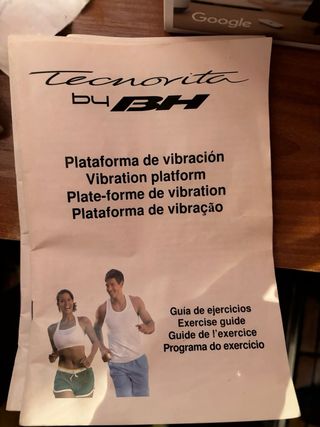 Google
Tecnovita
by BH
Plataforma de vibración
Vibration platform
Plate-forme de vibration
Plataforma de vibração
Guía de ejercicios
Exercise guide
Guide de l'exercice
Programa do exercício